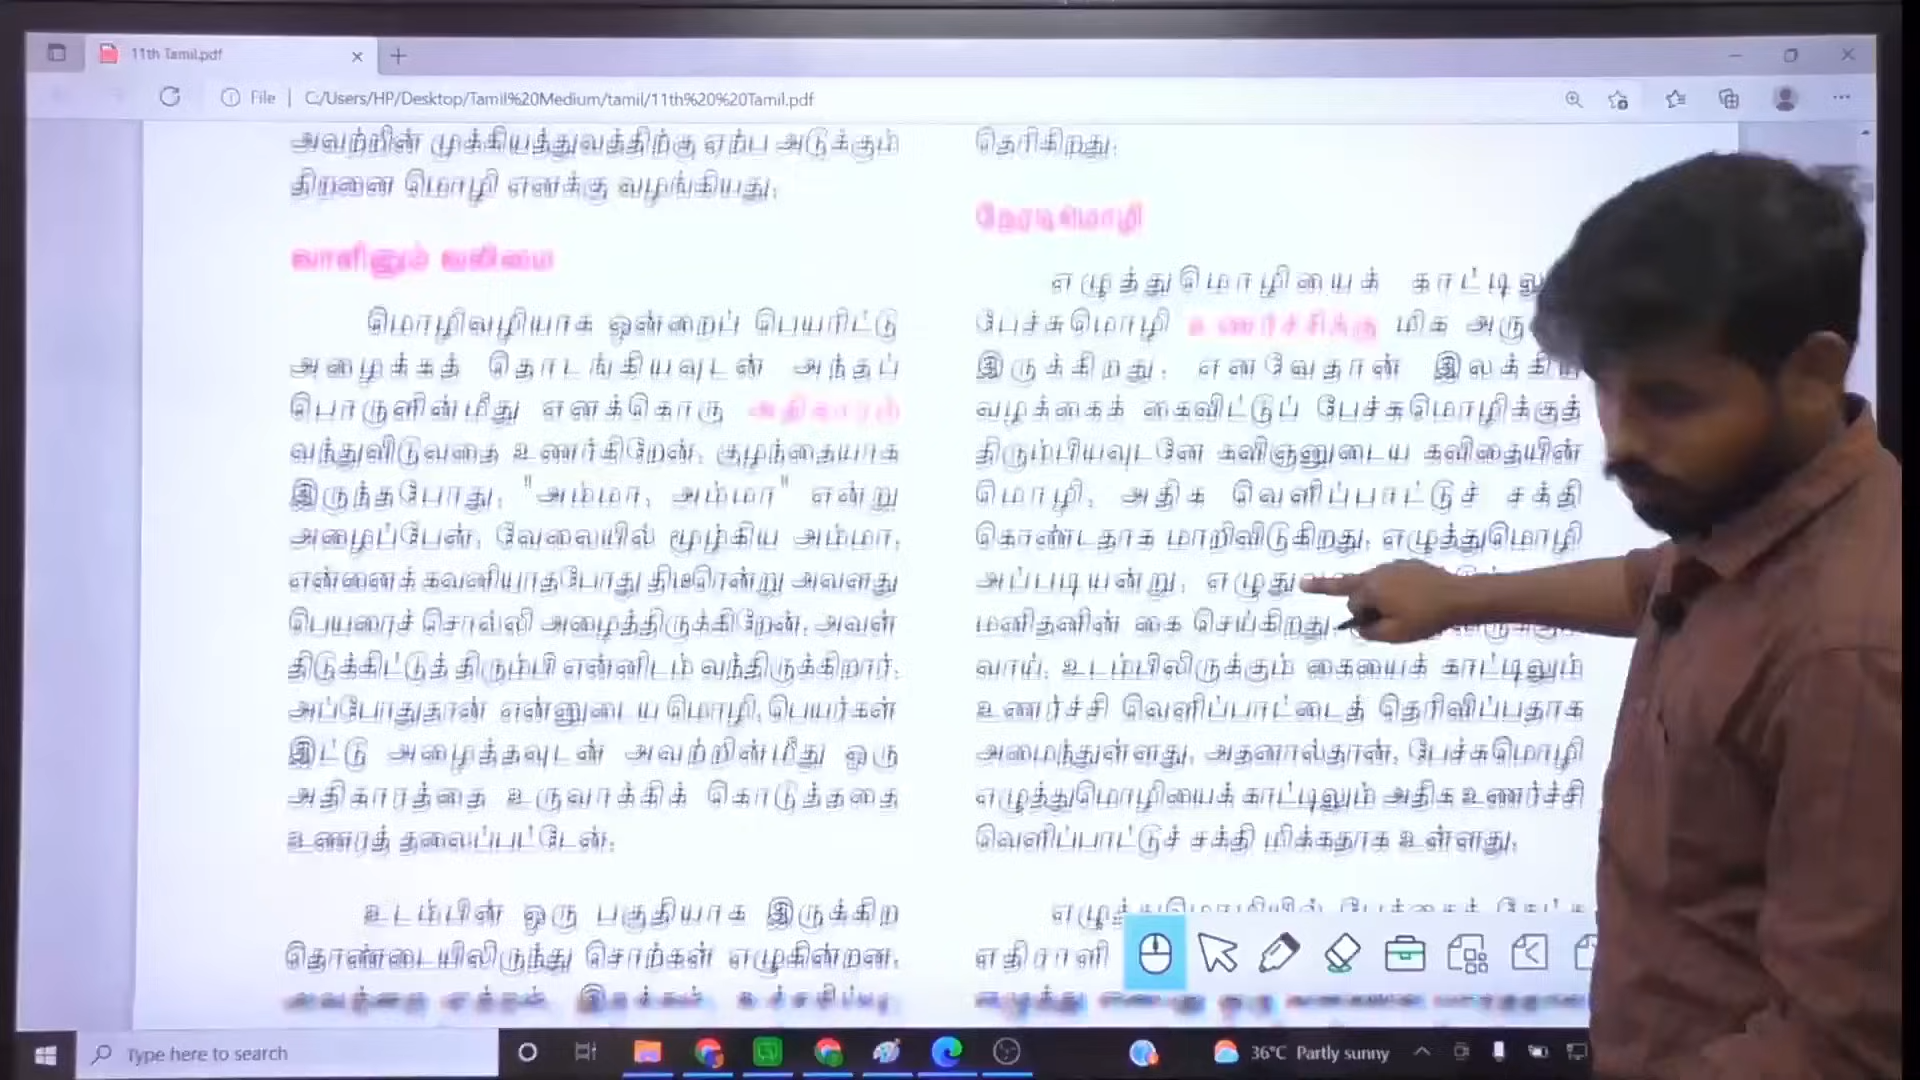 11th Tamil.pdf
File | C:/Users/HP/Desktop/Tamil%20Medium/tamil/11th%20%20Tamil.pdf
அவற்றின் முக்கியத்துவத்திற்கு ஏற்ப அடுக்கும்
திறனை மொழி எனக்கு வழங்கியது.
வாளினும் வலிமை
மொழிவழியாக ஒன்றைப் பெயரிட்டு
அழைக்கத் தொடங்கியவுடன் அந்தப்
பொருளின்மீது எனக்கொரு அதிகாரம்
வந்துவிடுவதை உணர்கிறேன். குழந்தையாக
இருந்தபோது, "அம்மா, அம்மா" என்று
அழைப்பேன். வேலையில் மூழ்கிய அம்மா,
என்னைக் கவனியாதபோது திடீரென்று அவளது
பெயரைச் சொல்லி அழைத்திருக்கிறேன். அவள்
திடுக்கிட்டுத் திரும்பி என்னிடம் வந்திருக்கிறார்.
அப்போதுதான் என்னுடைய மொழி, பெயர்கள்
இட்டு அழைத்தவுடன் அவற்றின்மீது ஒரு
அதிகாரத்தை உருவாக்கிக் கொடுத்ததை
உணரத் தலைப்பட்டேன்.
உடம்பின் ஒரு பகுதியாக இருக்கிற
தொண்டையிலிருந்து சொற்கள் எழுகின்றன.
தெரிகிறது.
நேரடிமொழி
எழுத்துமொழியைக்
பேச்சுமொழி உணர்ச்சிக்கு மிக
இருக்கிறது. எனவேதான்
வழக்கைக் கைவிட்டுப் பேச்சுமொழிக்குத்
திரும்பியவுடனே கவிஞனுடைய கவிதையின்
மொழி, அதிக வெளிப்பாட்டுச் சக்தி
கொண்டதாக மாறிவிடுகிறது. எழுத்துமொழி
அப்படியன்று.
மனிதனின் கை செய்கிறது.
வாய். உடம்பிலிருக்கும் கையைக் காட்டிலும்
உணர்ச்சி வெளிப்பாட்டைத் தெரிவிப்பதாக
அமைந்துள்ளது. அதனால்தான், பேச்சுமொழி
எழுத்துமொழியைக் காட்டிலும் அதிக உணர்ச்சி
வெளிப்பாட்டுச் சக்தி மிக்கதாக உள்ளது.
எதிராளி
Type here to search
36°C Partly sunny